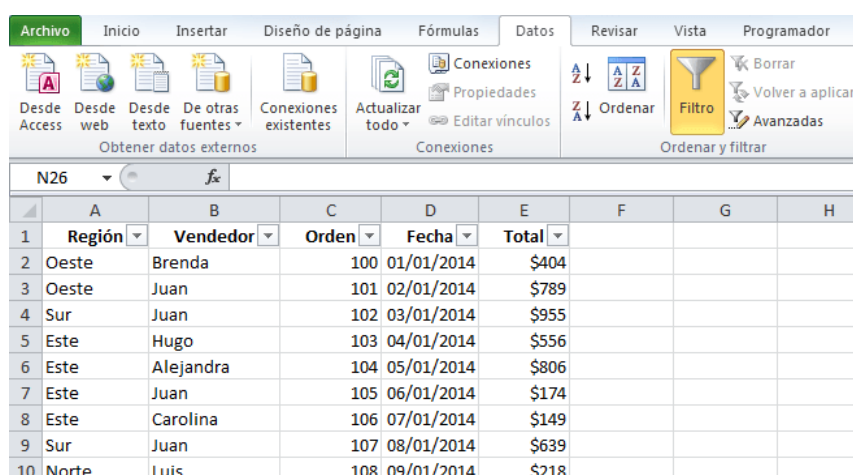 Archivo Inicio Insertar Diseño de página Fórmulas Datos Revisar Vista Programador
Desde Access
Desde web
Desde texto
De otras fuentes
Obtener datos externos
Conexiones existentes
Actualizar todo
Conexiones
Propiedades
Editar vínculos
Conexiones
A Z
Z A
A Z Z A
Ordenar
Filtro
Borrar
Volver a aplicar
Avanzadas
Ordenar y filtrar
N26 fx
A B C D E F G H
1 Región Vendedor Orden Fecha Total
2 Oeste Brenda 100 01/01/2014 $404
3 Oeste Juan 101 02/01/2014 $789
4 Sur Juan 102 03/01/2014 $955
5 Este Hugo 103 04/01/2014 $556
6 Este Alejandra 104 05/01/2014 $806
7 Este Juan 105 06/01/2014 $174
8 Este Carolina 106 07/01/2014 $149
9 Sur Juan 107 08/01/2014 $639
10 Norte Luis 108 09/01/2014 $218